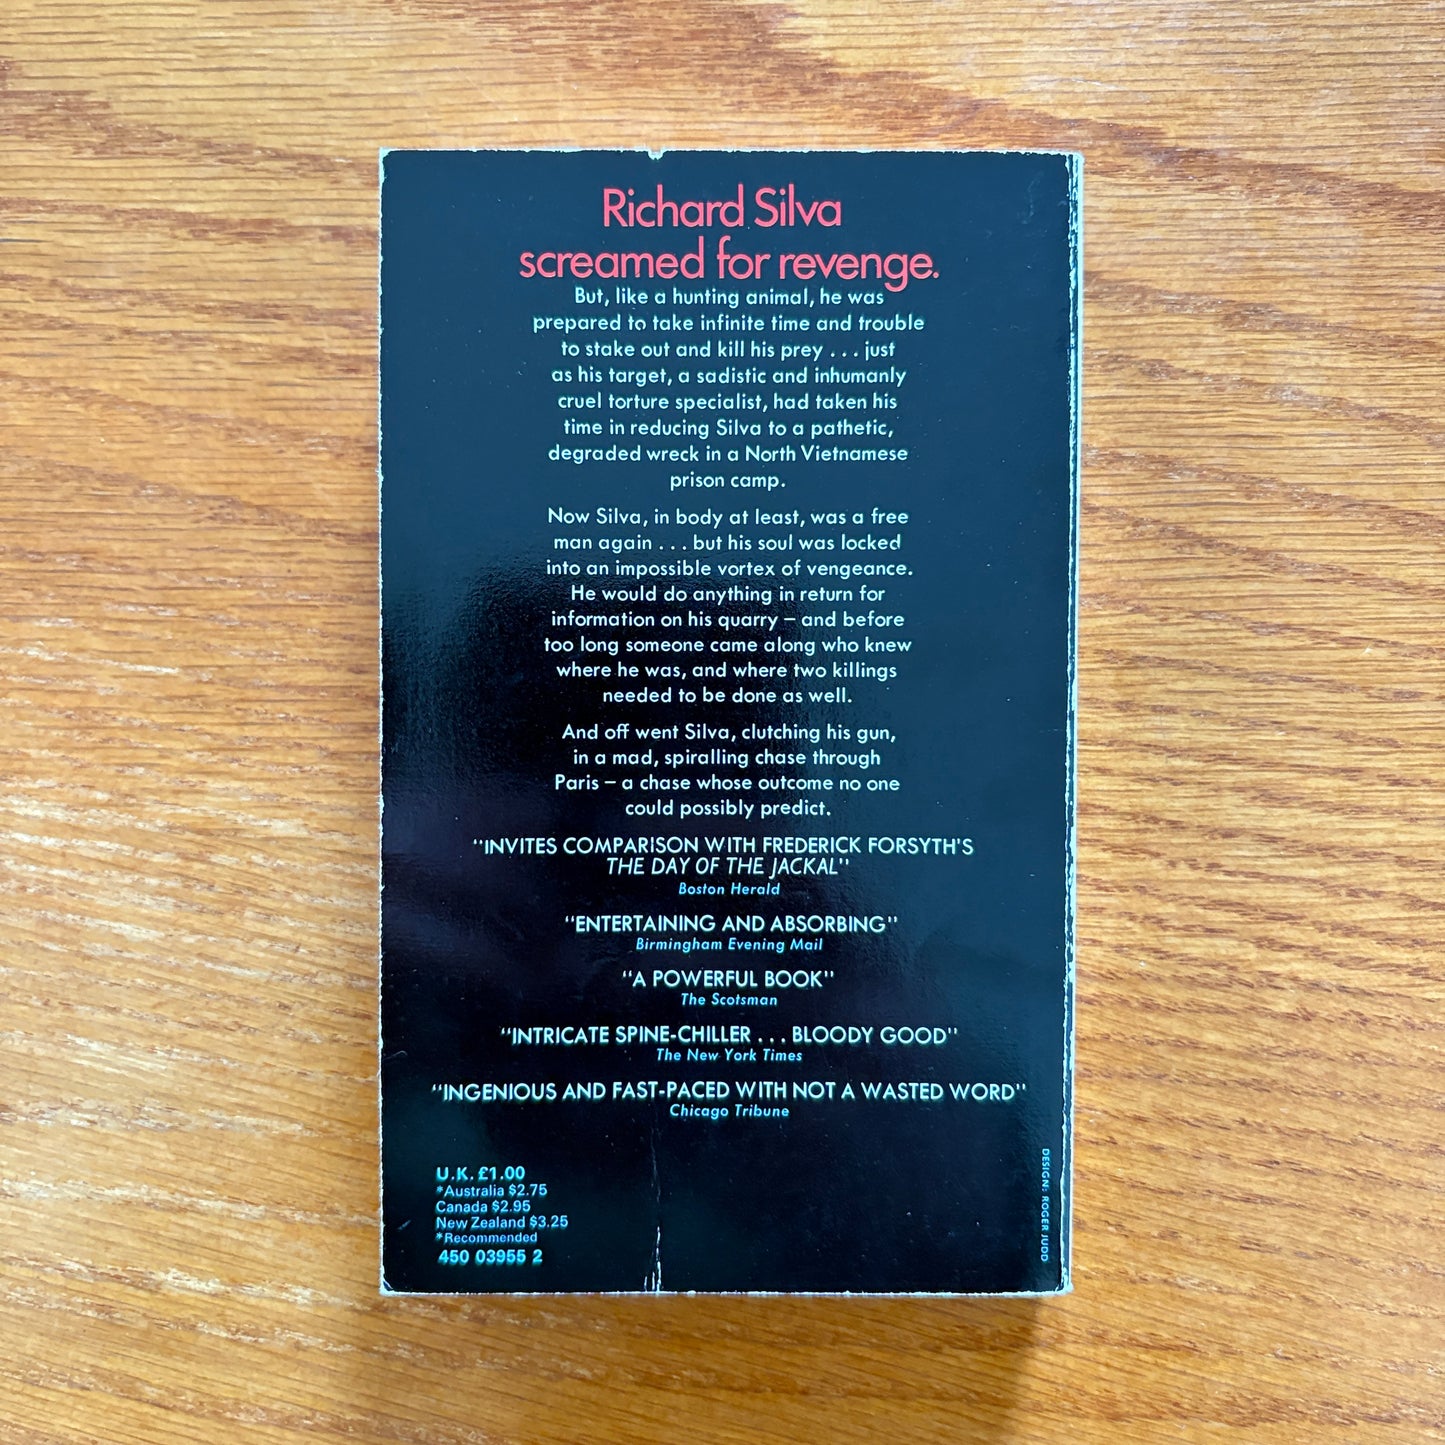 Richard Silva
screamed for revenge.
But, like a hunting animal, he was
prepared to take infinite time and trouble
to stake out and kill his prey . . . just
as his target, a sadistic and inhumanly
cruel torture specialist, had taken his
time in reducing Silva to a pathetic,
degraded wreck in a North Vietnamese
prison camp.
Now Silva, in body at least, was a free
man again . . . but his soul was locked
into an impossible vortex of vengeance.
He would do anything in return for
information on his quarry – and before
too long someone came along who knew
where he was, and where two killings
needed to be done as well.
And off went Silva, clutching his gun,
in a mad, spiralling chase through
Paris – a chase whose outcome no one
could possibly predict.
"INVITES COMPARISON WITH FREDERICK FORSYTH'S
THE DAY OF THE JACKAL"
Boston Herald
"ENTERTAINING AND ABSORBING"
Birmingham Evening Mail
"A POWERFUL BOOK"
The Scotsman
"INTRICATE SPINE-CHILLER . . . BLOODY GOOD"
The New York Times
"INGENIOUS AND FAST-PACED WITH NOT A WASTED WORD"
Chicago Tribune
U.K. £1.00
*Australia $2.75
Canada $2.95
New Zealand $3.25
*Recommended
450 03955 2
DESIGN: ROGER JUDD